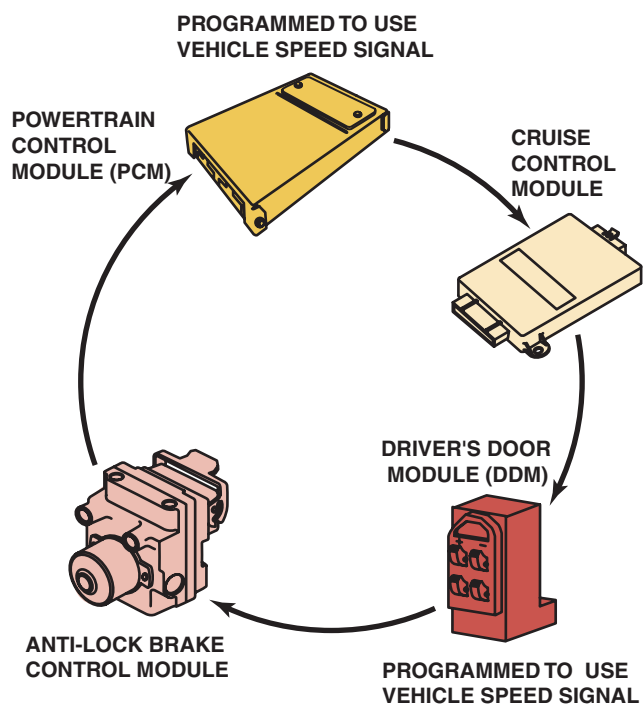 PROGRAMMED TO USE
VEHICLE SPEED SIGNAL
POWERTRAIN
CONTROL
MODULE (PCM)
CRUISE
CONTROL
MODULE
DRIVER'S DOOR
MODULE (DDM)
+ −
ANTI-LOCK BRAKE
CONTROL MODULE
PROGRAMMED TO USE
VEHICLE SPEED SIGNAL